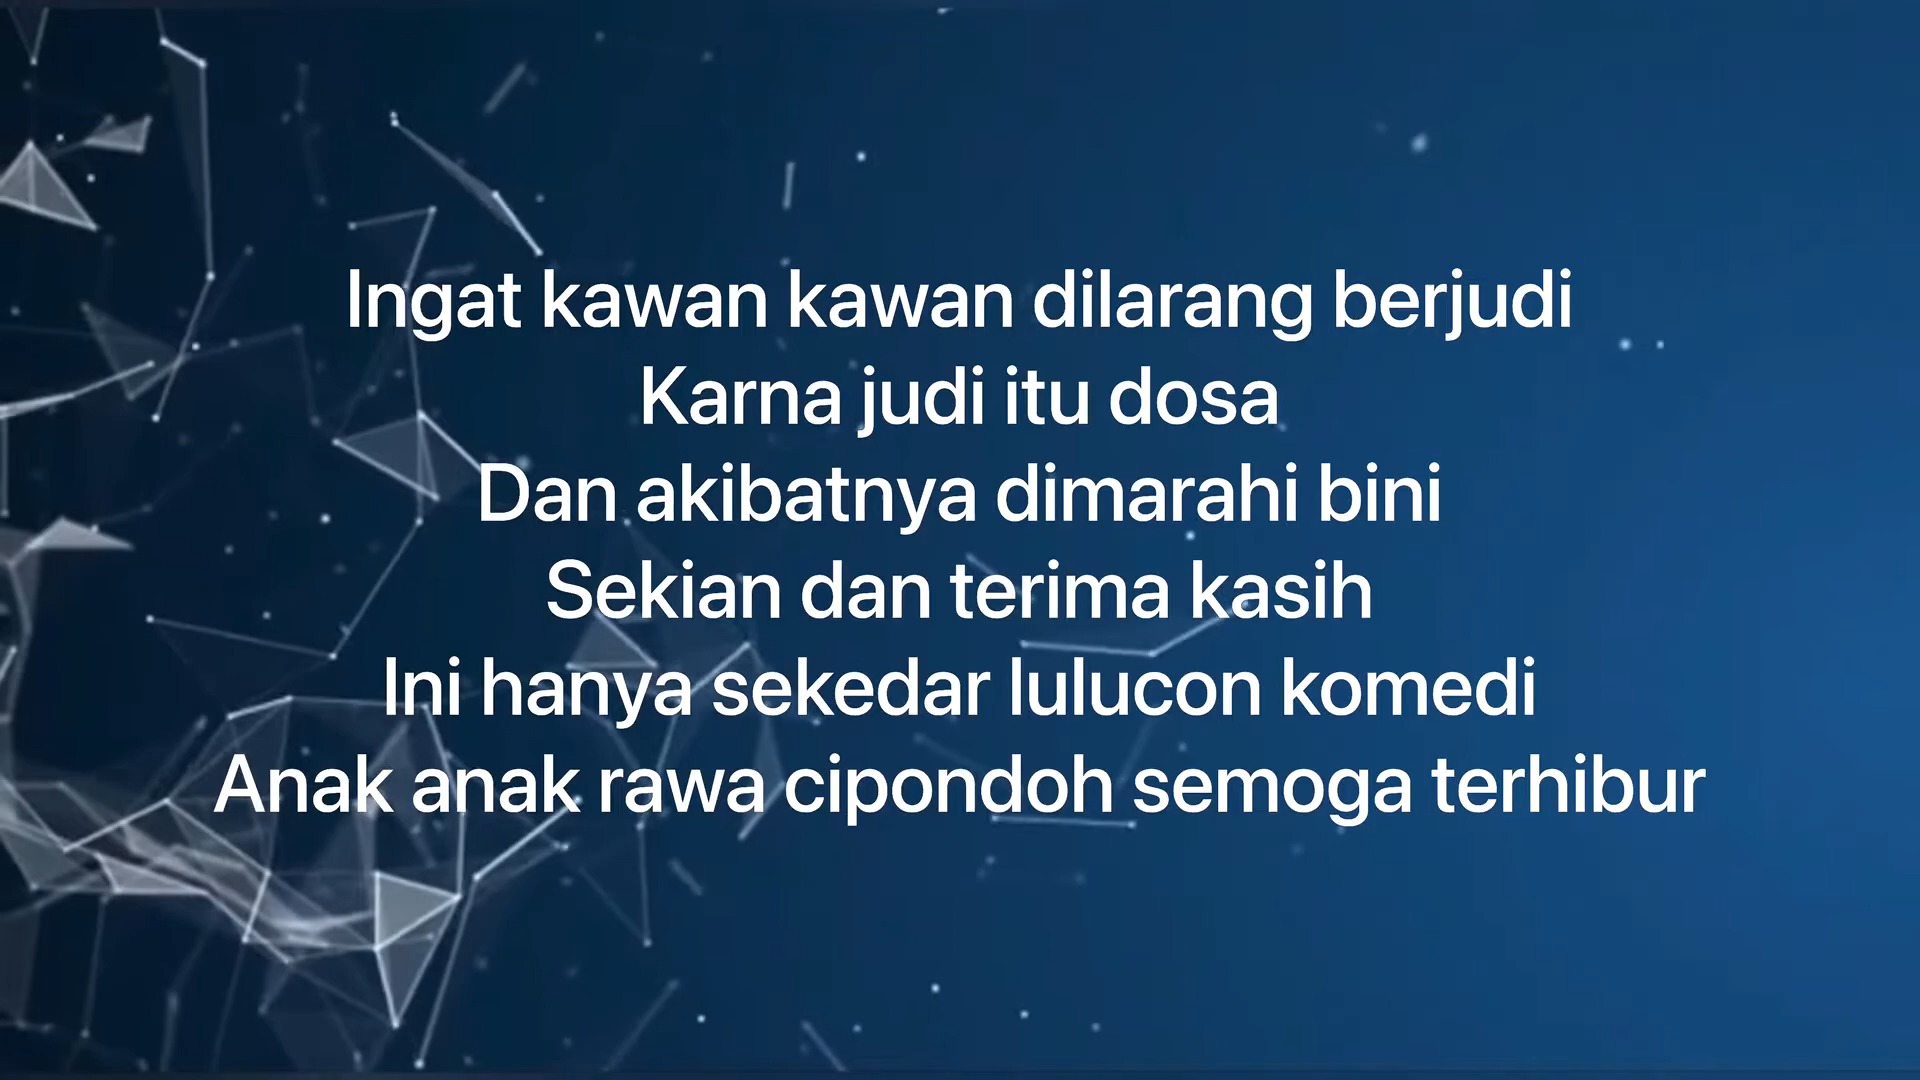 Ingat kawan kawan dilarang berjudi
Karna judi itu dosa
Dan akibatnya dimarahi bini
Sekian dan terima kasih
Ini hanya sekedar lulucon komedi
Anak anak rawa cipondoh semoga terhibur